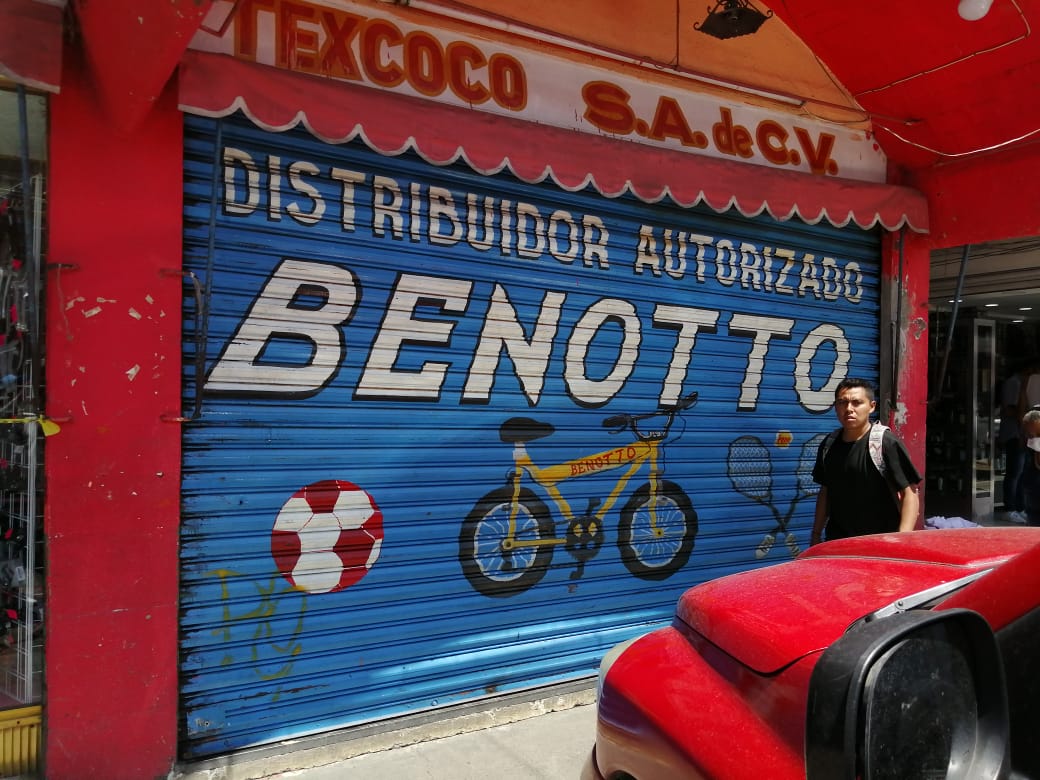 TEXCOCO S.A. de C.V.
DISTRIBUIDOR AUTORIZADO
BENOTTO
BENOTTO